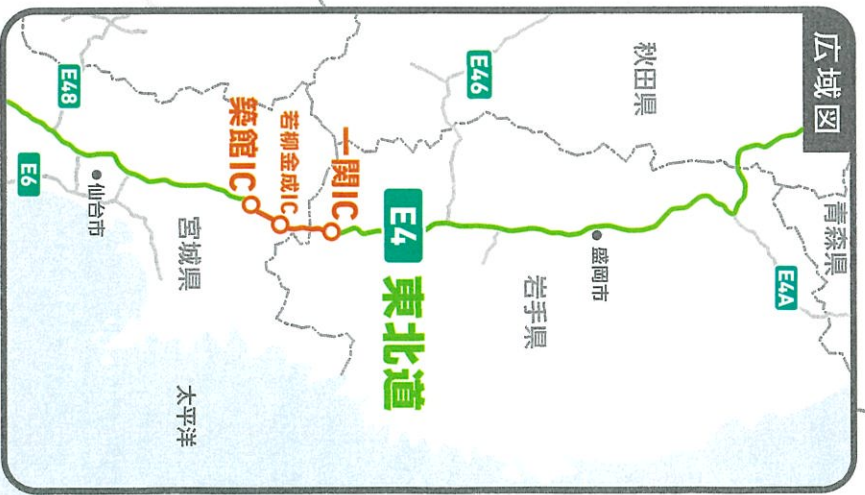 広域図
青森県
E4A
秋田県
盛岡市
岩手県
E46
E4 東北道
一関IC
若柳金成IC
築館IC
宮城県
E48
仙台市
E6
太平洋